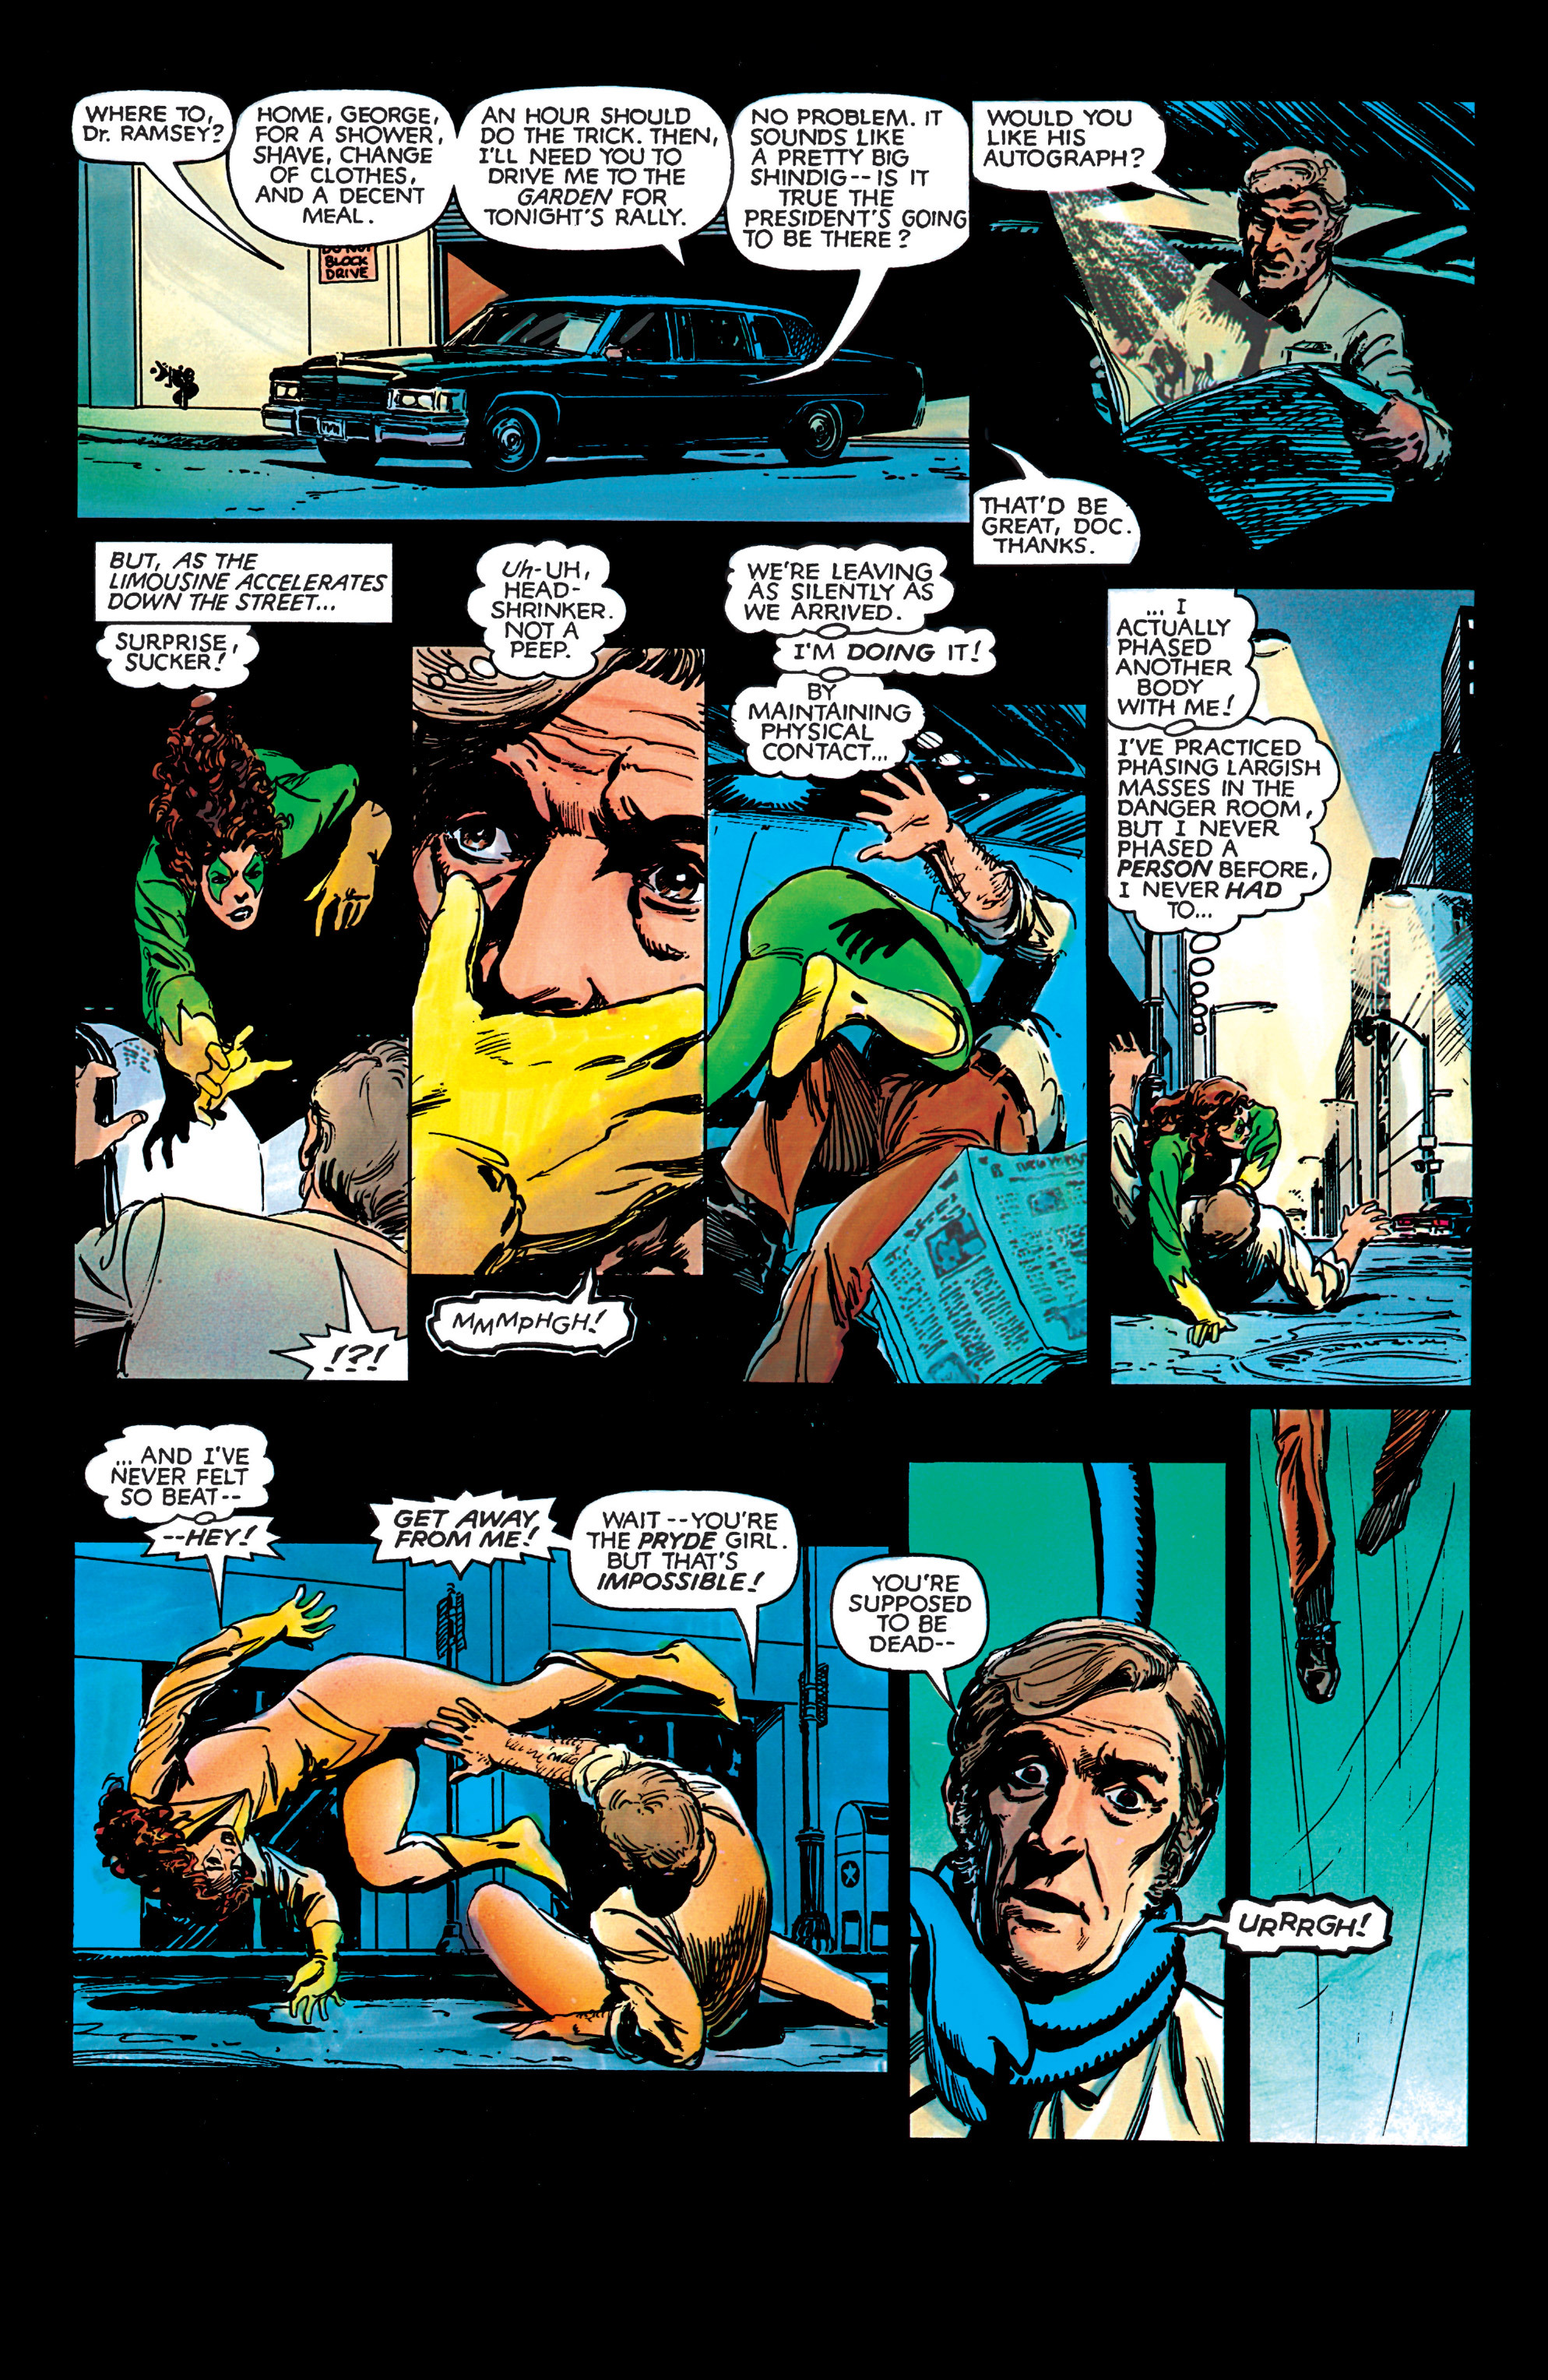 WHERE TO,
Dr. RAMSEY?
HOME, GEORGE,
FOR A SHOWER,
SHAVE, CHANGE
OF CLOTHES,
AND A DECENT
MEAL.
AN HOUR SHOULD
DO THE TRICK. THEN,
I'LL NEED YOU TO
DRIVE ME TO THE
GARDEN FOR
TONIGHT'S RALLY.
NO PROBLEM. IT
SOUNDS LIKE
A PRETTY BIG
SHINDIG-- IS IT
TRUE THE
PRESIDENT'S GOING
TO BE THERE?
DO NOT
BLOCK
DRIVE
WOULD YOU
LIKE HIS
AUTOGRAPH?
THAT'D BE
GREAT, DOC.
THANKS.
BUT, AS THE
LIMOUSINE ACCELERATES
DOWN THE STREET...
SURPRISE,
SUCKER!
!?!
Uh-UH,
HEAD-
SHRINKER.
NOT A
PEEP.
MMMPHGH!
WE'RE LEAVING
AS SILENTLY AS
WE ARRIVED.
I'M DOING IT!
BY
MAINTAINING
PHYSICAL
CONTACT...
... I
ACTUALLY
PHASED
ANOTHER
BODY
WITH ME!
I'VE PRACTICED
PHASING LARGISH
MASSES IN THE
DANGER ROOM,
BUT I NEVER
PHASED A
PERSON BEFORE,
I NEVER HAD
TO...
... AND I'VE
NEVER FELT
SO BEAT--
--HEY!
GET AWAY
FROM ME!
WAIT --YOU'RE
THE PRYDE GIRL.
BUT THAT'S
IMPOSSIBLE!
YOU'RE
SUPPOSED
TO BE
DEAD--
URRRGH!